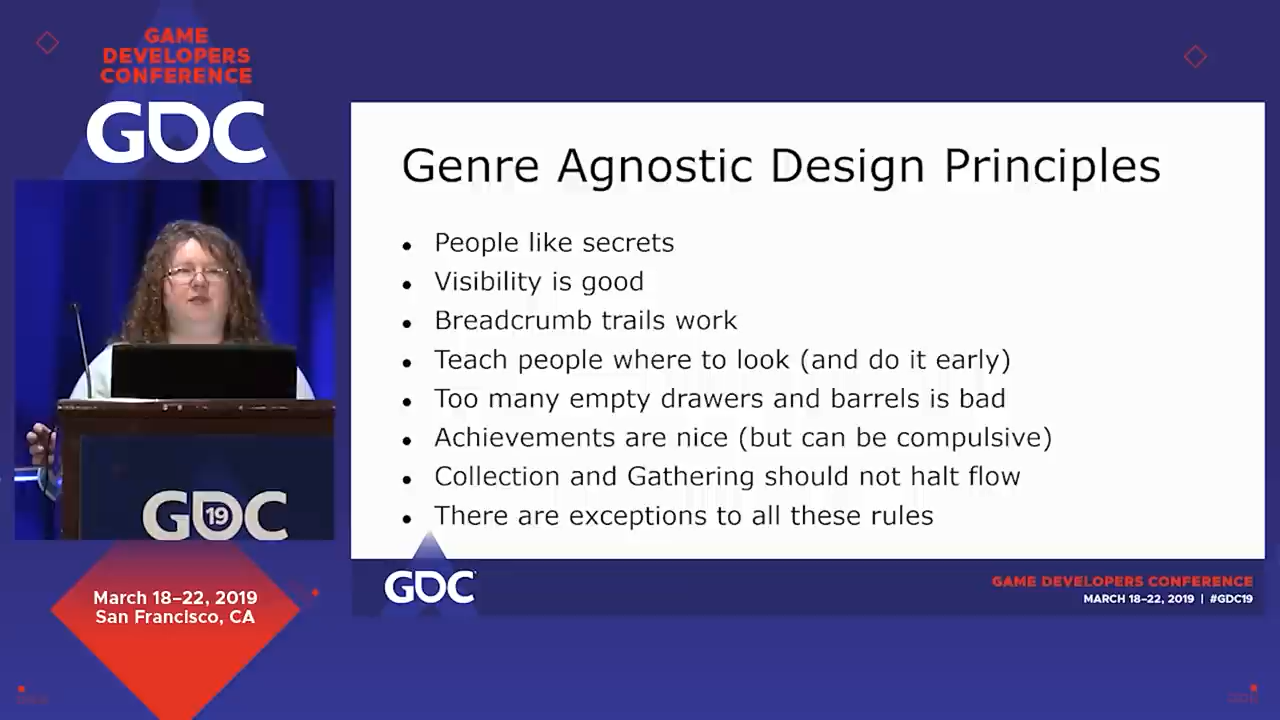 GAME
DEVELOPERS
CONFERENCE
GDC
Genre Agnostic Design Principles
• People like secrets
• Visibility is good
• Breadcrumb trails work
• Teach people where to look (and do it early)
• Too many empty drawers and barrels is bad
• Achievements are nice (but can be compulsive)
• Collection and Gathering should not halt flow
• There are exceptions to all these rules
GDC
19
March 18–22, 2019
San Francisco, CA
GDC
GAME DEVELOPERS CONFERENCE
MARCH 18–22, 2019 | #GDC19